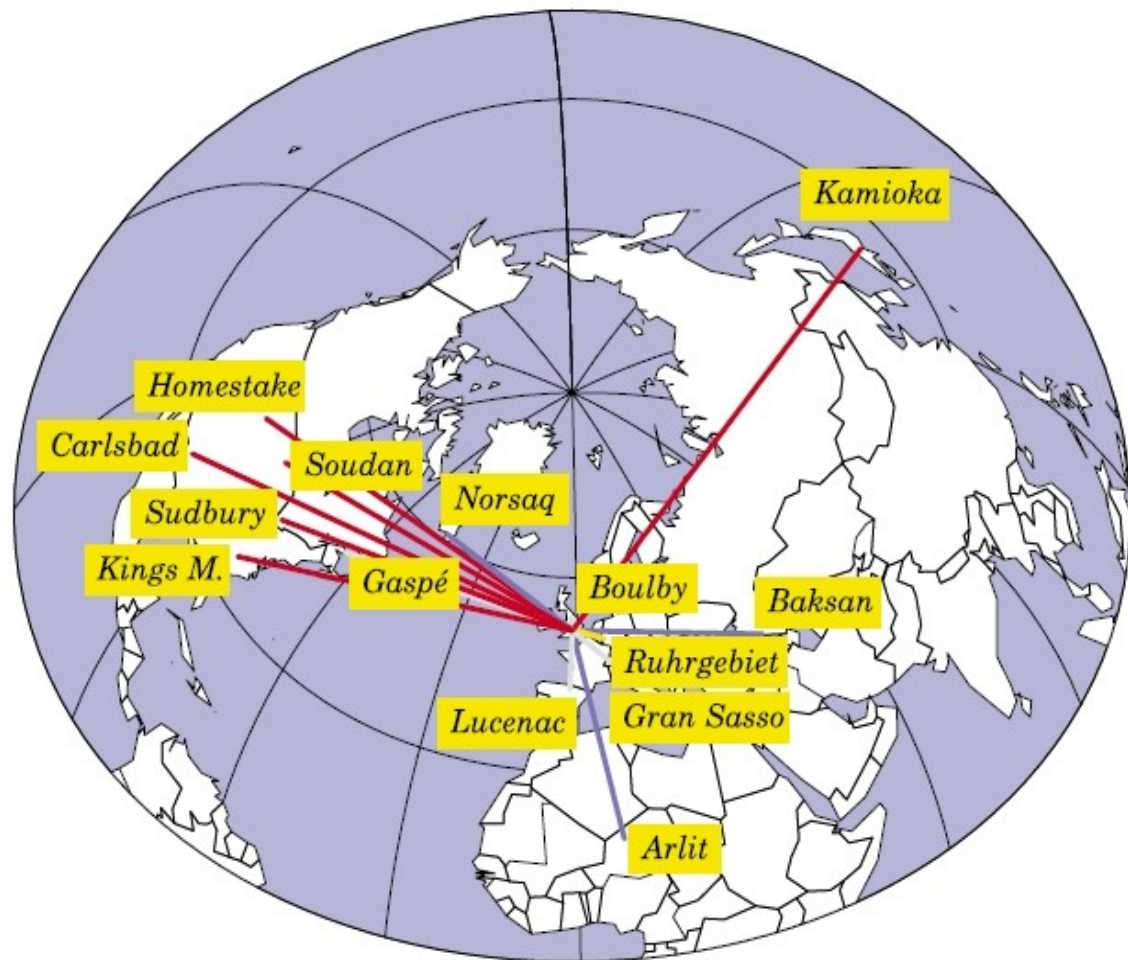 Kamioka
Homestake
Carlsbad
Soudan
Norsaq
Sudbury
Kings M.
Gaspé
Boulby
Baksan
Ruhrgebiet
Lucenac
Gran Sasso
Arlit